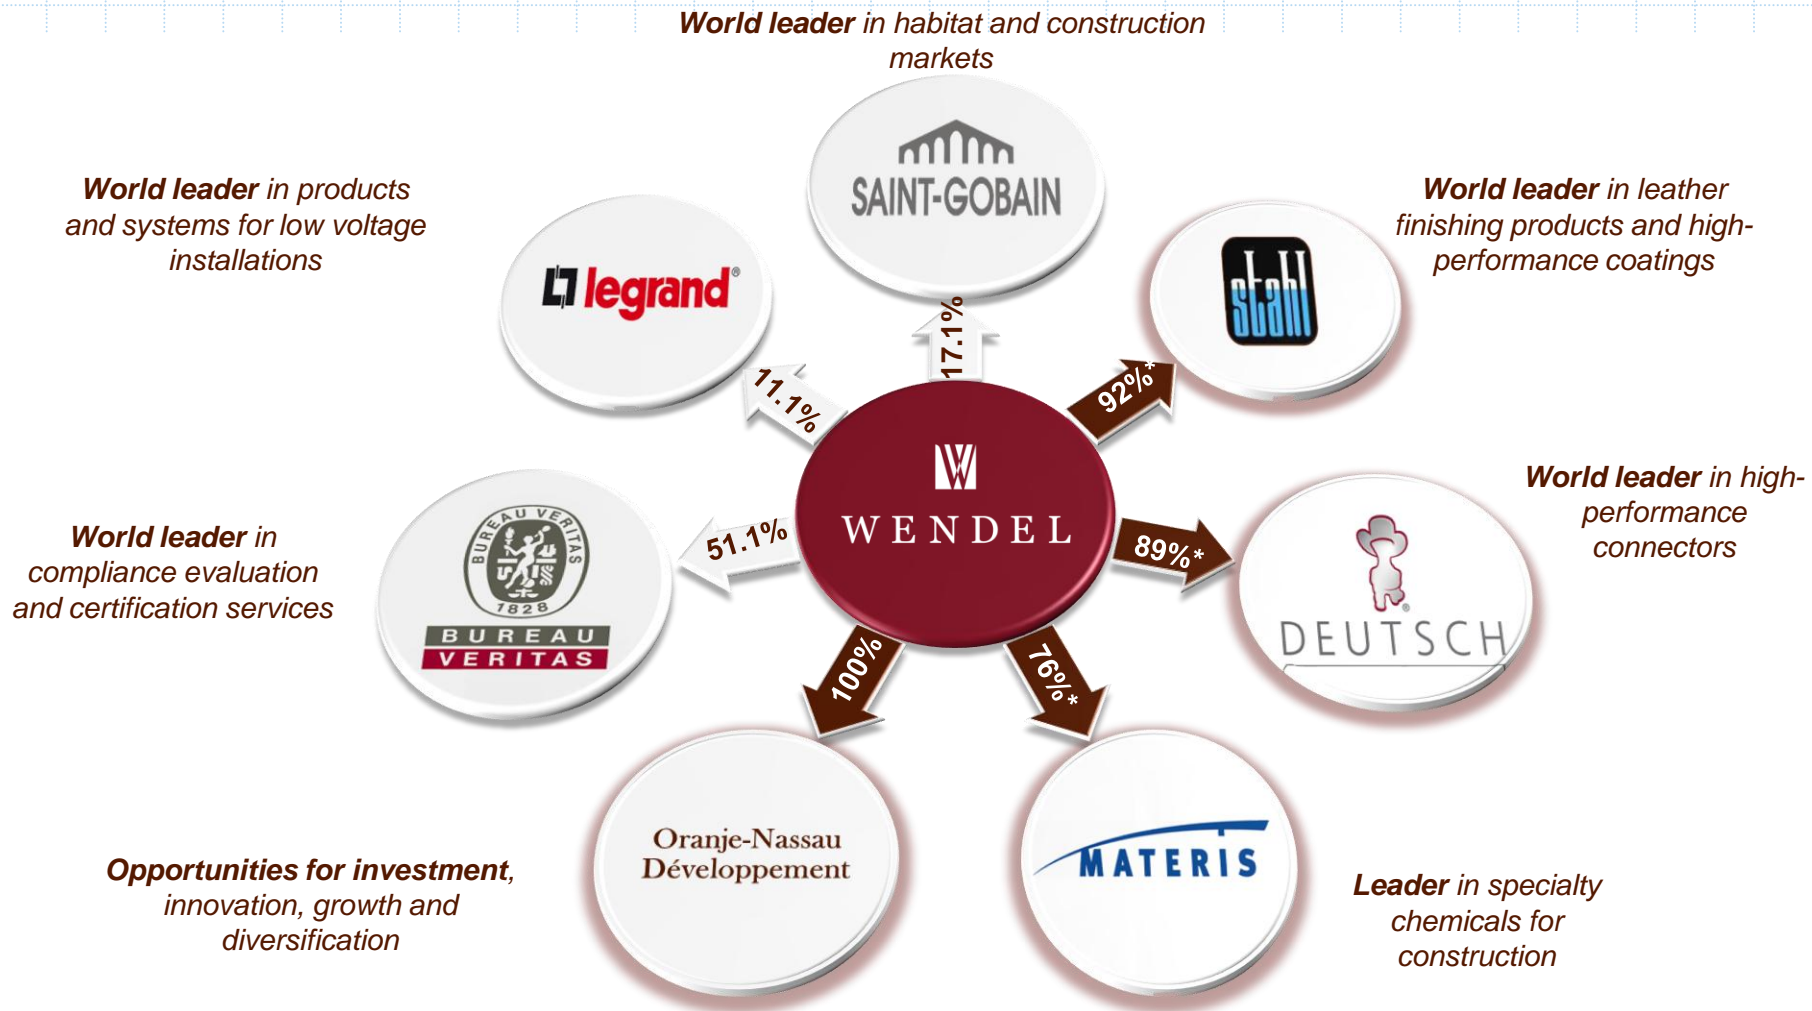 World leader in habitat and construction
markets
SAINT-GOBAIN
World leader in products
and systems for low voltage
installations
legrand®
World leader in leather
finishing products and high-
performance coatings
stahl
17.1%
11.1%
92%*
WENDEL
World leader in
compliance evaluation
and certification services
BUREAU VERITAS
1828
BUREAU
VERITAS
51.1%
89%*
World leader in high-
performance
connectors
DEUTSCH
®
100%
76%*
Opportunities for investment,
innovation, growth and
diversification
Oranje-Nassau
Développement
MATERIS
Leader in specialty
chemicals for
construction